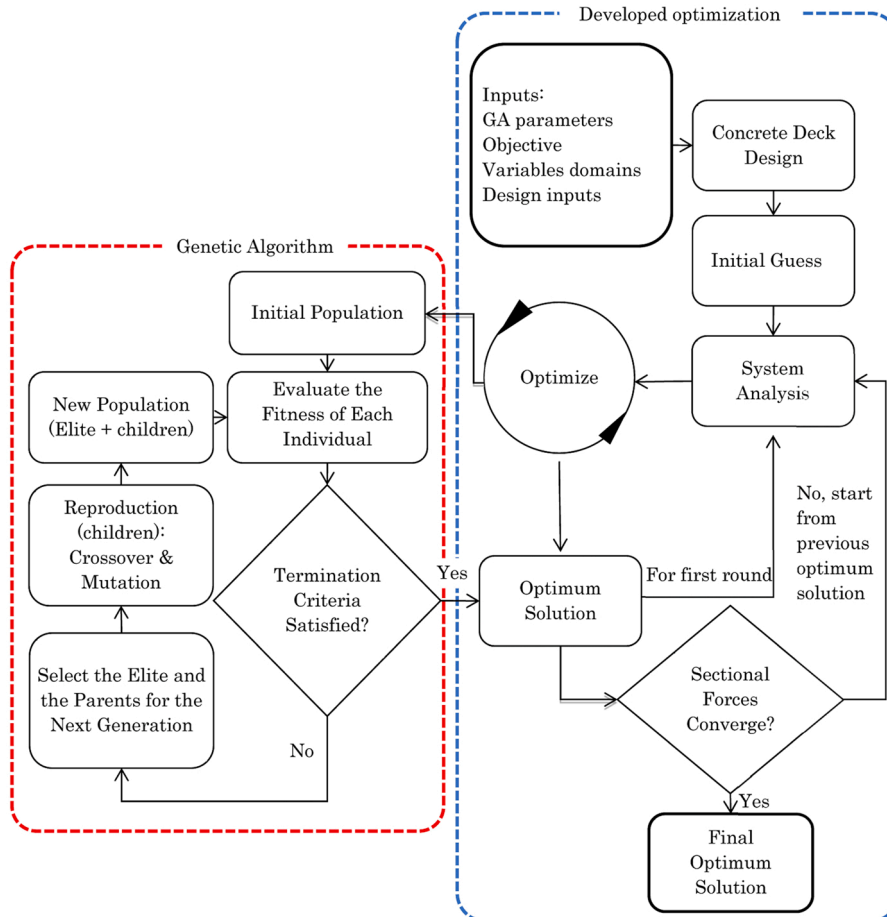 Developed optimization
Inputs:
GA parameters
Objective
Variables domains
Design inputs
Concrete Deck
Design
Initial Guess
System
Analysis
Optimize
Genetic Algorithm
Initial Population
Evaluate the
Fitness of Each
Individual
New Population
(Elite + children)
Reproduction
(children):
Crossover &
Mutation
Select the Elite and
the Parents for the
Next Generation
Termination
Criteria
Satisfied?
No
Yes
Optimum
Solution
For first round
No, start
from
previous
optimum
solution
Sectional
Forces
Converge?
Yes
Final
Optimum
Solution